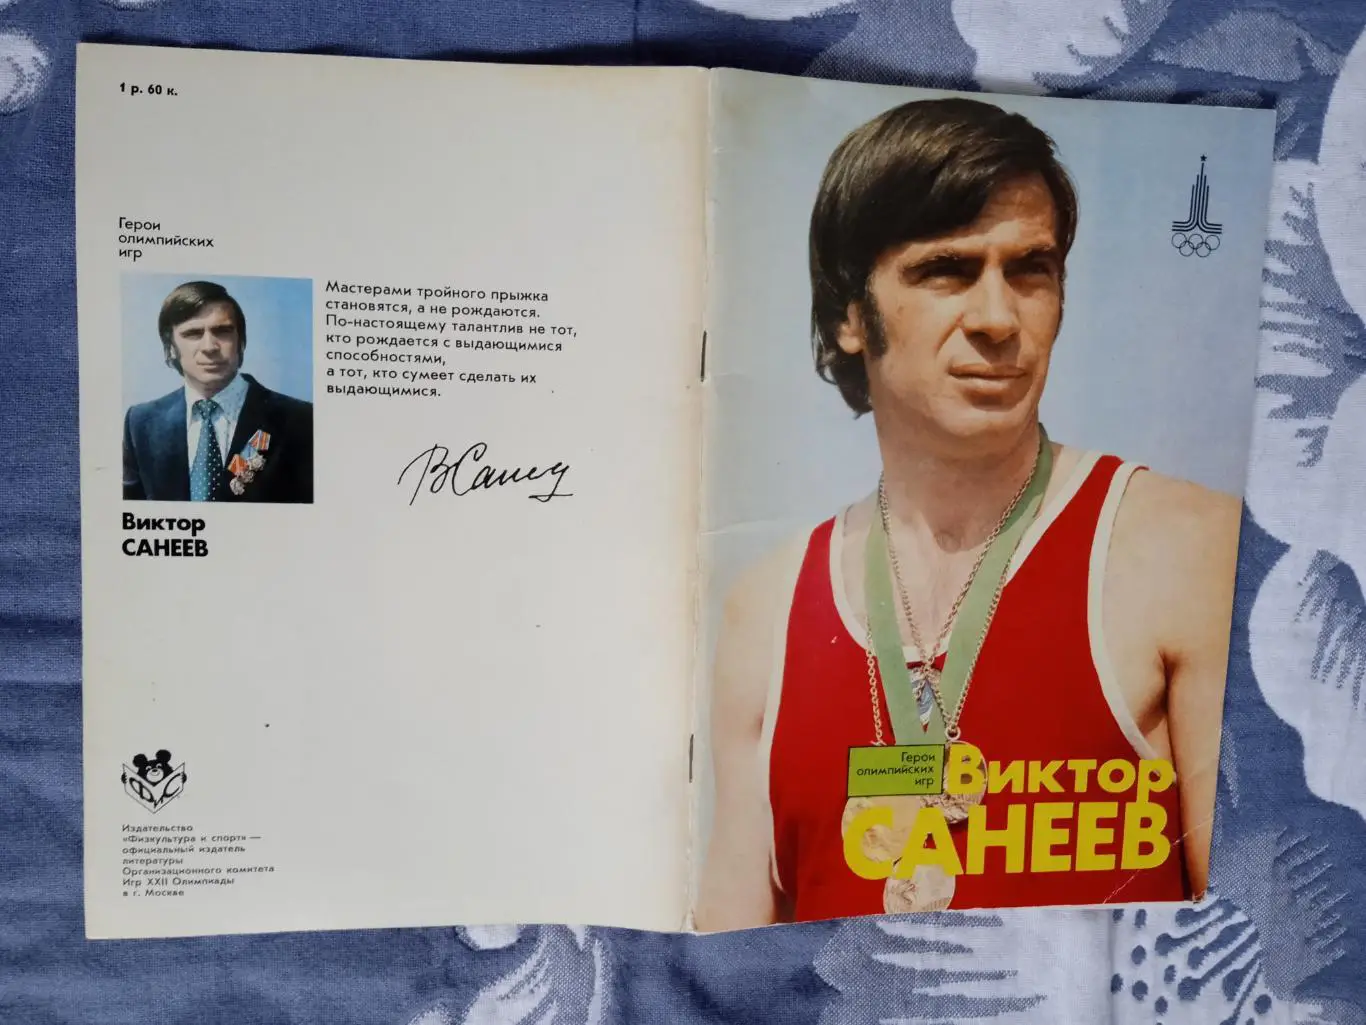 1 р. 60 к.
Герои
олимпийских
игр
Мастерами тройного прыжка
становятся, а не рождаются.
По-настоящему талантлив не тот,
кто рождается с выдающимися
способностями,
а тот, кто сумеет сделать их
выдающимися.
ВСанеев
Виктор
САНЕЕВ
ФиС
Издательство
«Физкультура и спорт» —
официальный издатель
литературы
Организационного комитета
Игр XXII Олимпиады
в г. Москве
Герои
олимпийских
игр
Виктор
САНЕЕВ